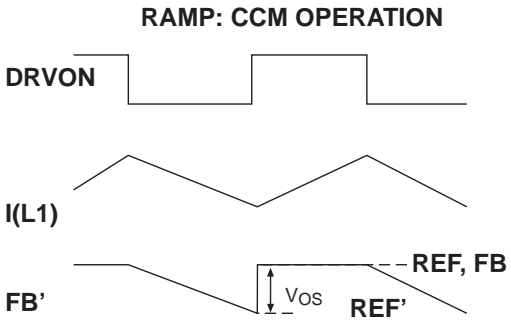 RAMP: CCM OPERATION
DRVON
I(L1)
REF, FB
FB'
VOS
REF'